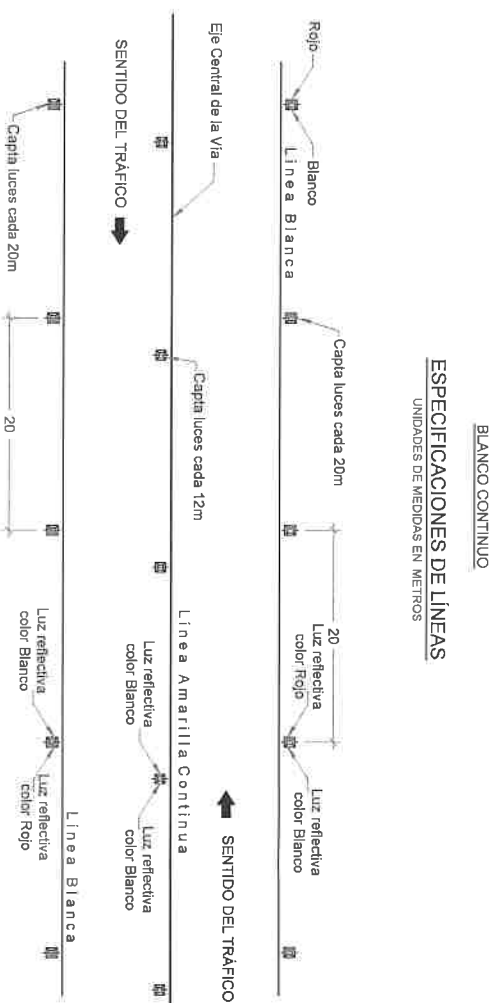 BLANCO CONTINUO
ESPECIFICACIONES DE LÍNEAS
UNIDADES DE MEDIDAS EN METROS
Rojo
Blanco
Línea Blanca
Capta luces cada 20m
20
Luz reflectiva
color Rojo
Luz reflectiva
color Blanco
Eje Central de la Vía
SENTIDO DEL TRÁFICO
Capta luces cada 12m
Línea Amarilla Continua
Luz reflectiva
color Blanco
Luz reflectiva
color Blanco
SENTIDO DEL TRÁFICO
Capta luces cada 20m
20
Luz reflectiva
color Blanco
Luz reflectiva
color Rojo
Línea Blanca